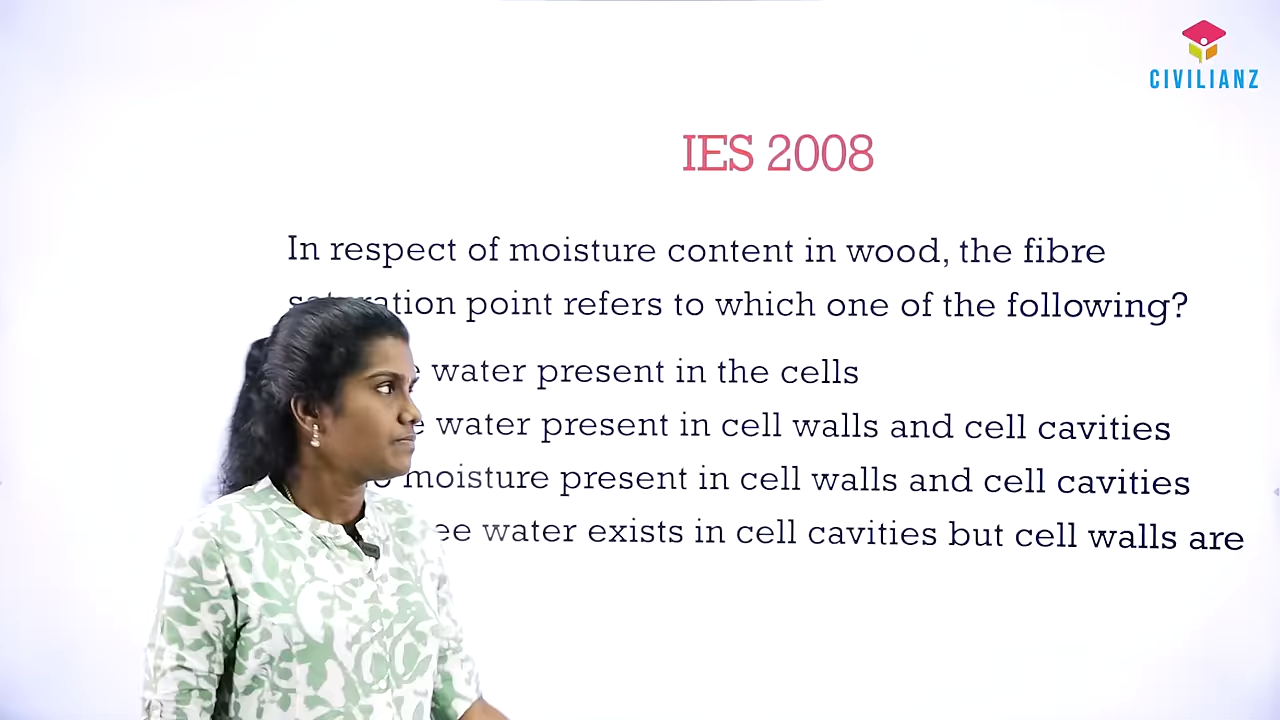 CIVILIANZ
IES 2008
In respect of moisture content in wood, the fibre
saturation point refers to which one of the following?
water present in the cells
water present in cell walls and cell cavities
moisture present in cell walls and cell cavities
water exists in cell cavities but cell walls are